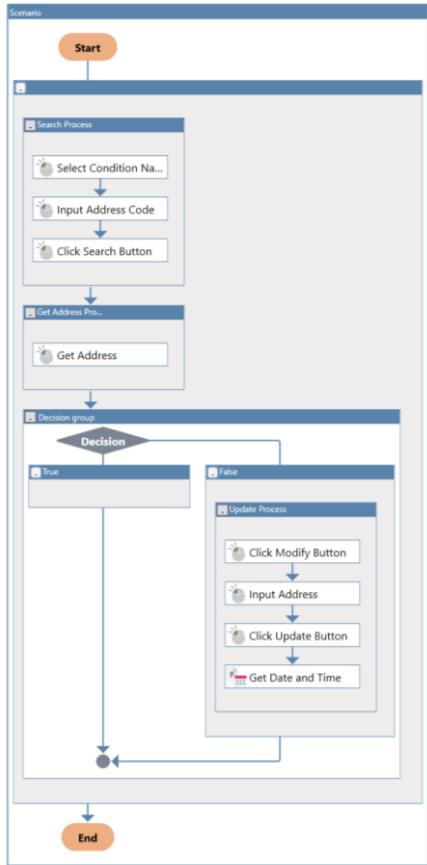 Scenario
Start
Search Process
Select Condition Na...
Input Address Code
Click Search Button
Get Address Pro...
Get Address
Decision group
Decision
True
False
Update Process
Click Modify Button
Input Address
Click Update Button
Get Date and Time
End